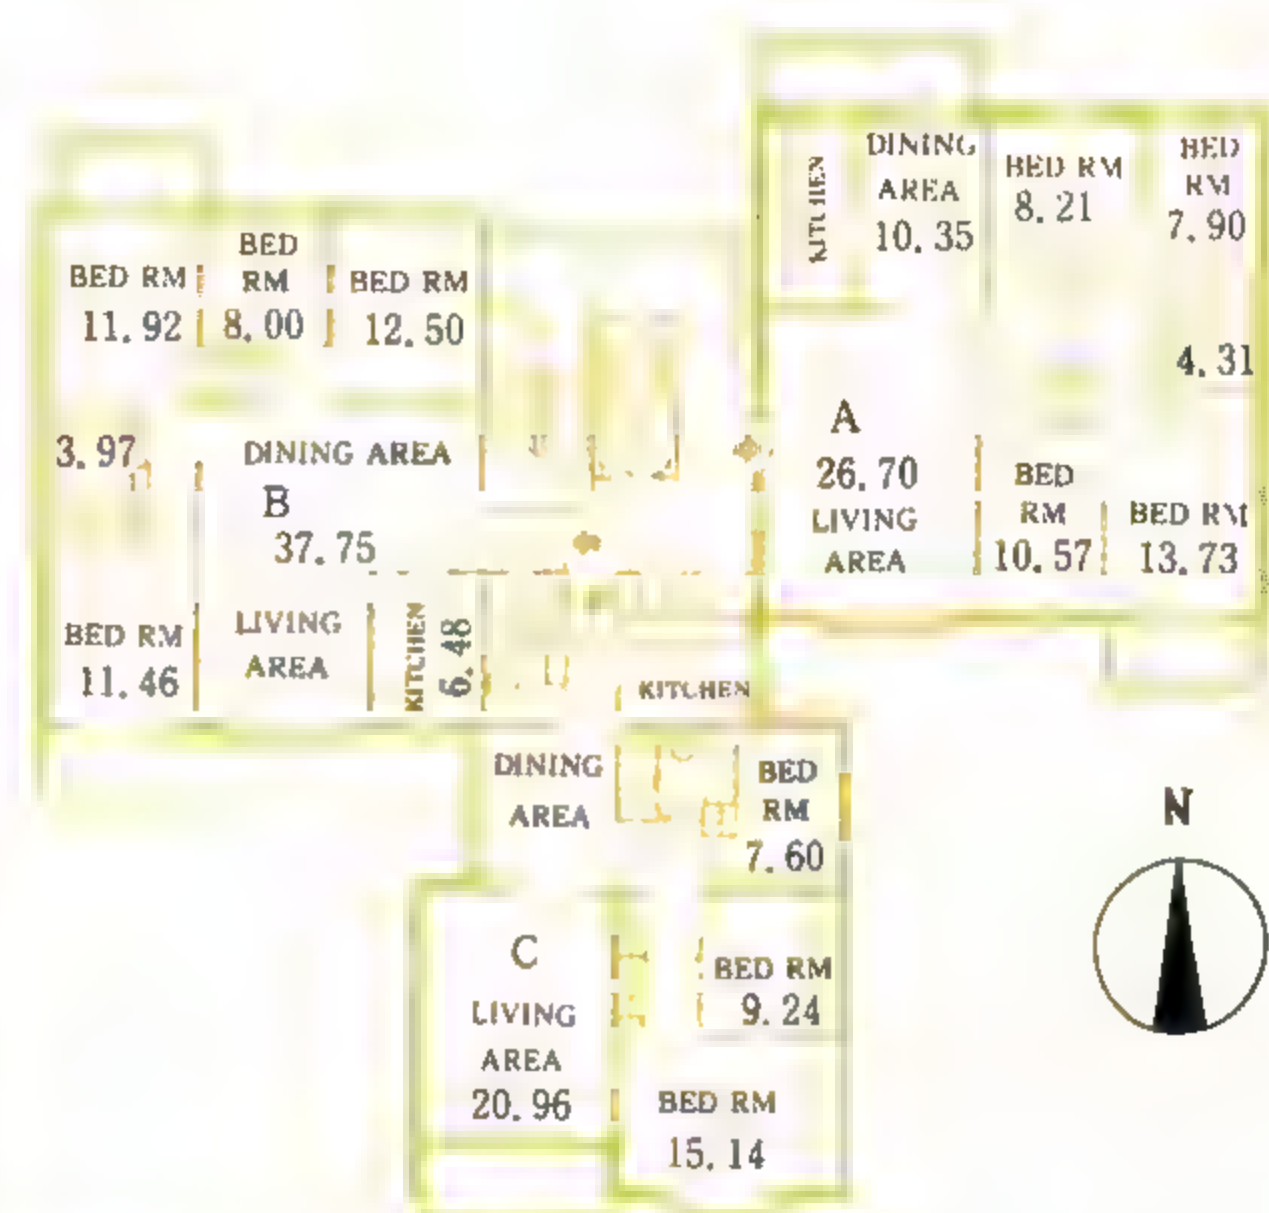 DINING
AREA
10.35
KITCHEN
BED RM
8.21
BED
RM
7.90
4.31
A
26.70
LIVING
AREA
BED
RM
10.57
BED RM
13.73
BED RM
11.92
BED
RM
8.00
BED RM
12.50
3.97
DINING AREA
B
37.75
BED RM
11.46
LIVING
AREA
KITCHEN
6.48
KITCHEN
DINING
AREA
BED
RM
7.60
C
LIVING
AREA
20.96
BED RM
9.24
BED RM
15.14
N